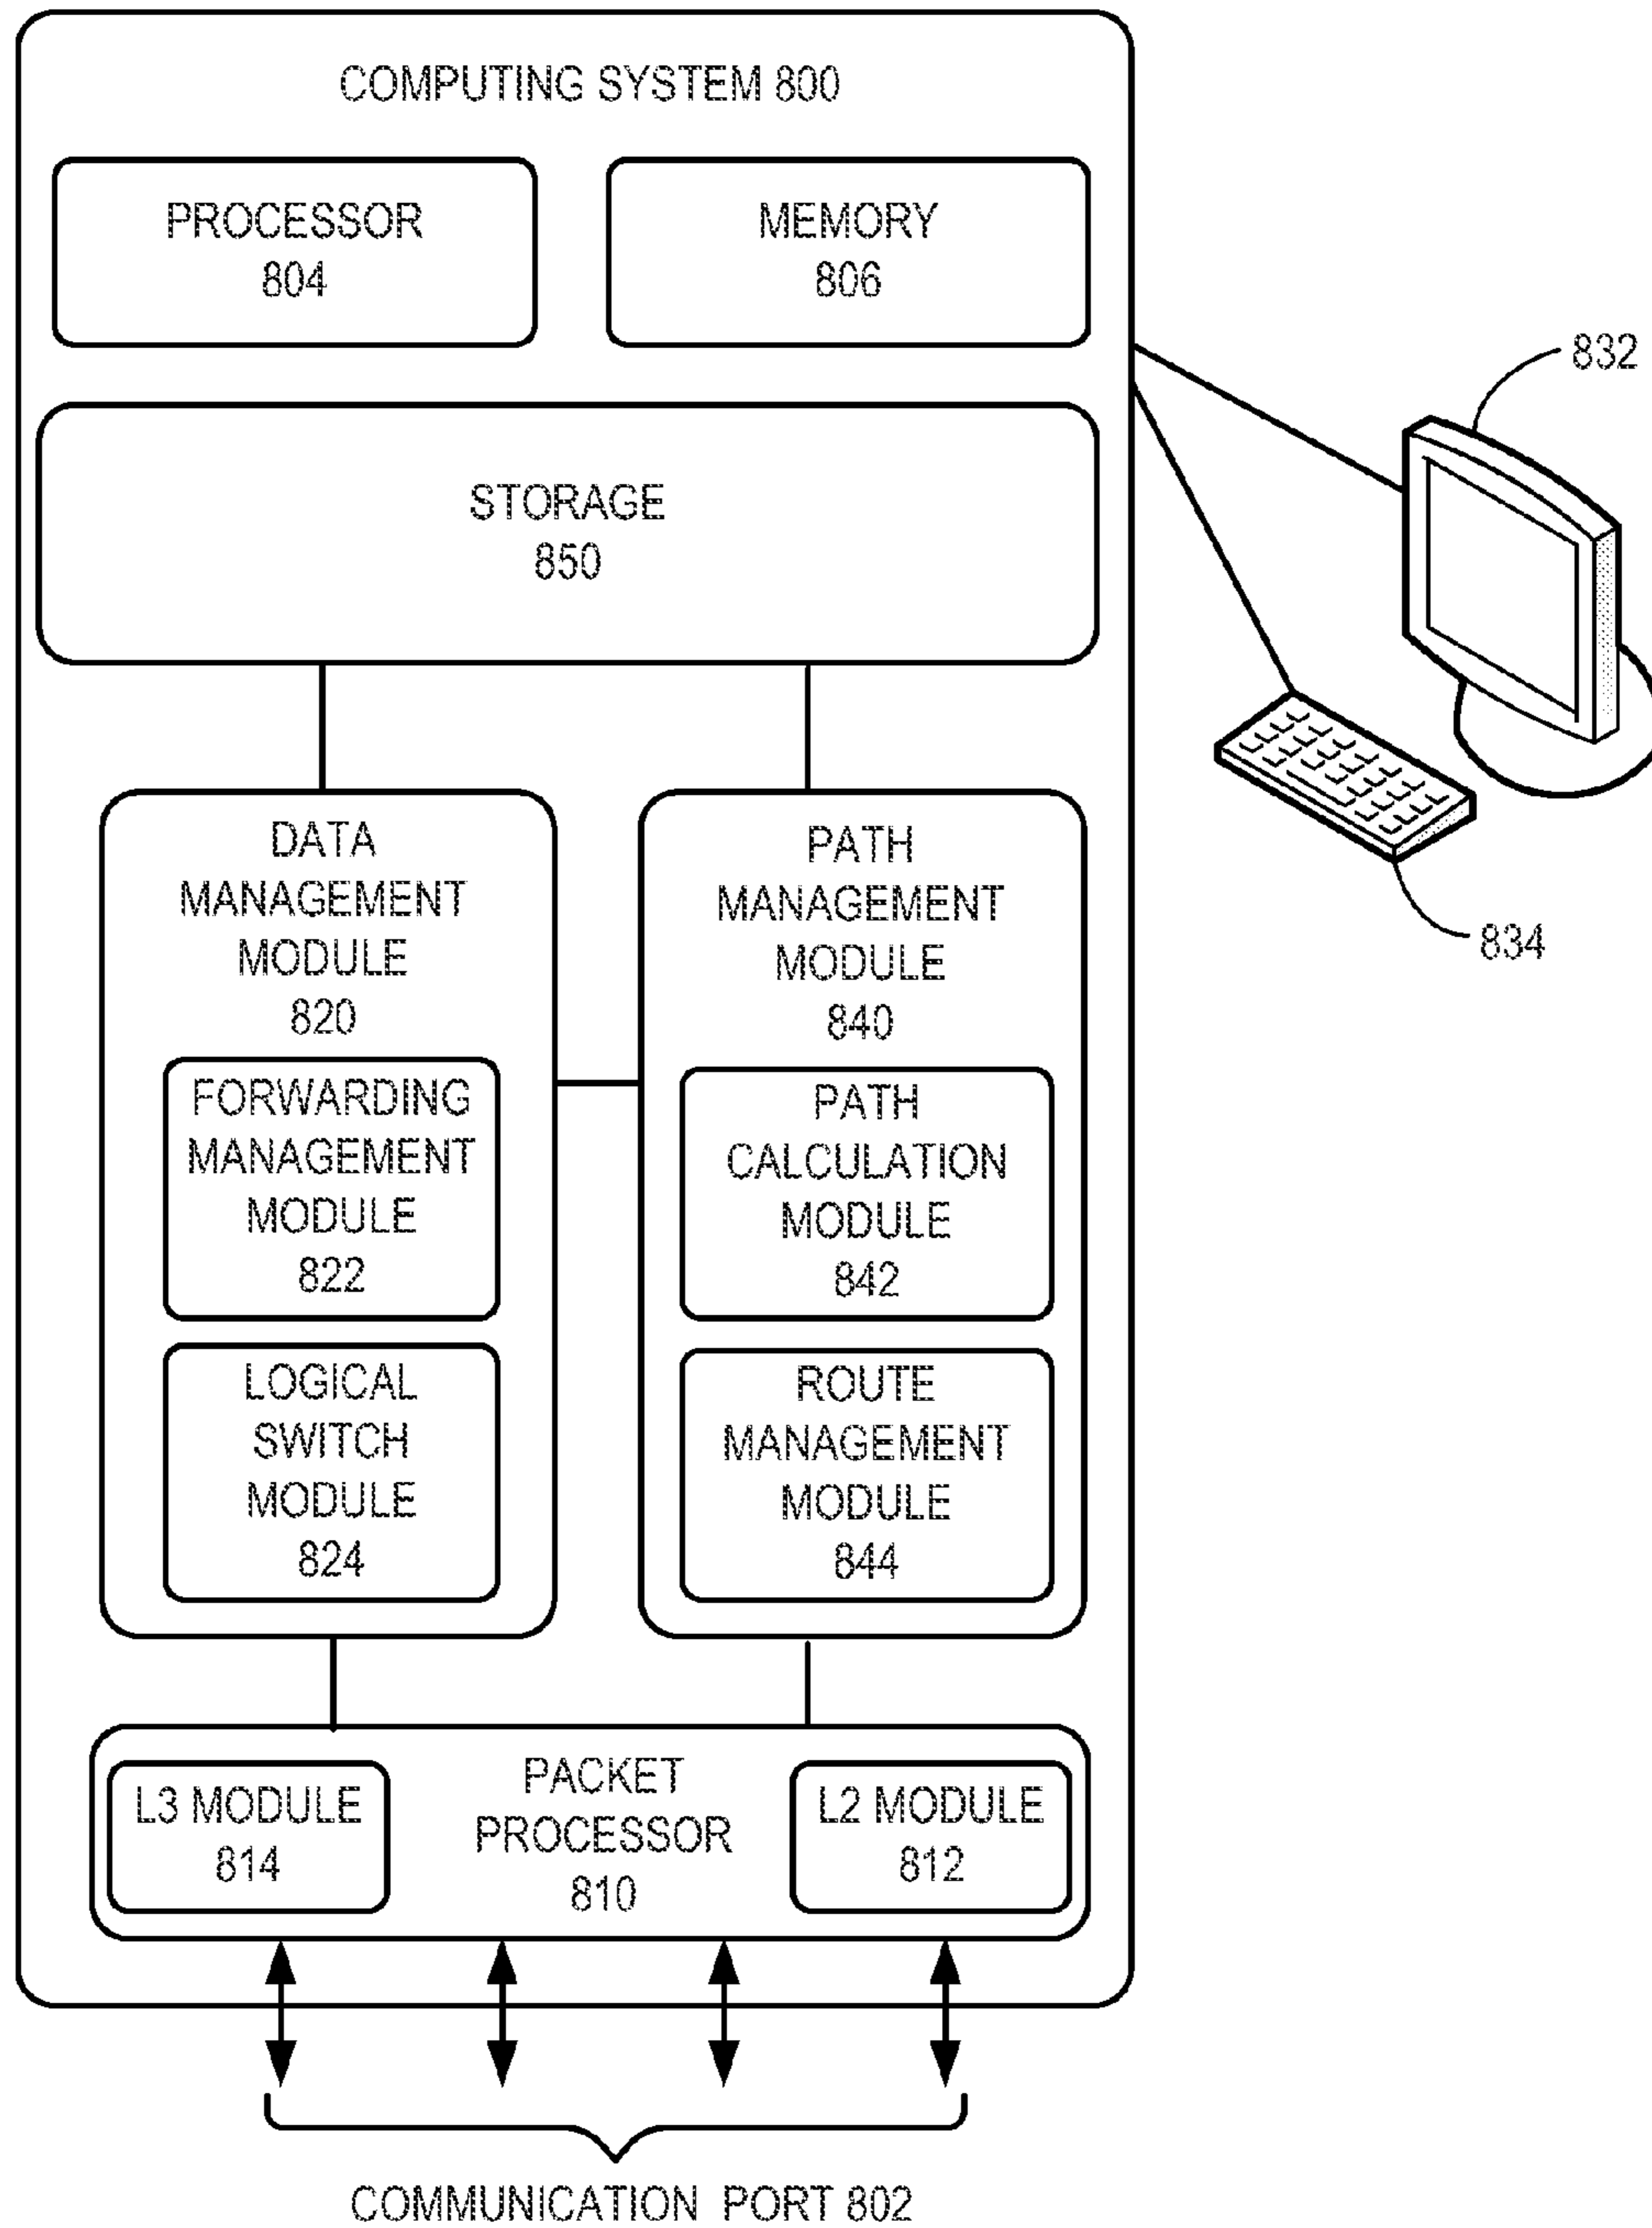 COMPUTING SYSTEM 800
PROCESSOR
804
MEMORY
806
832
STORAGE
850
834
DATA
MANAGEMENT
MODULE
820
FORWARDING
MANAGEMENT
MODULE
822
LOGICAL
SWITCH
MODULE
824
PATH
MANAGEMENT
MODULE
840
PATH
CALCULATION
MODULE
842
ROUTE
MANAGEMENT
MODULE
844
L3 MODULE
814
PACKET
PROCESSOR
810
L2 MODULE
812
COMMUNICATION PORT 802